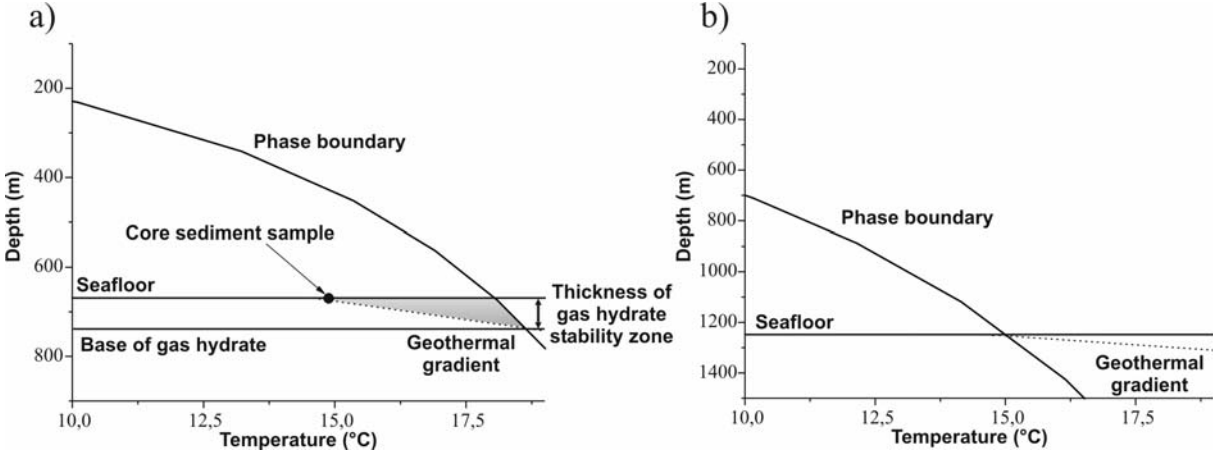 a)
200
400
600
800
Depth (m)
Phase boundary
Core sediment sample
Seafloor
Base of gas hydrate
Geothermal
gradient
Thickness of
gas hydrate
stability zone
10,0
12,5
15,0
17,5
Temperature (°C)
b)
200
400
600
800
1000
1200
1400
Depth (m)
Phase boundary
Seafloor
Geothermal
gradient
10,0
12,5
15,0
17,5
Temperature (°C)